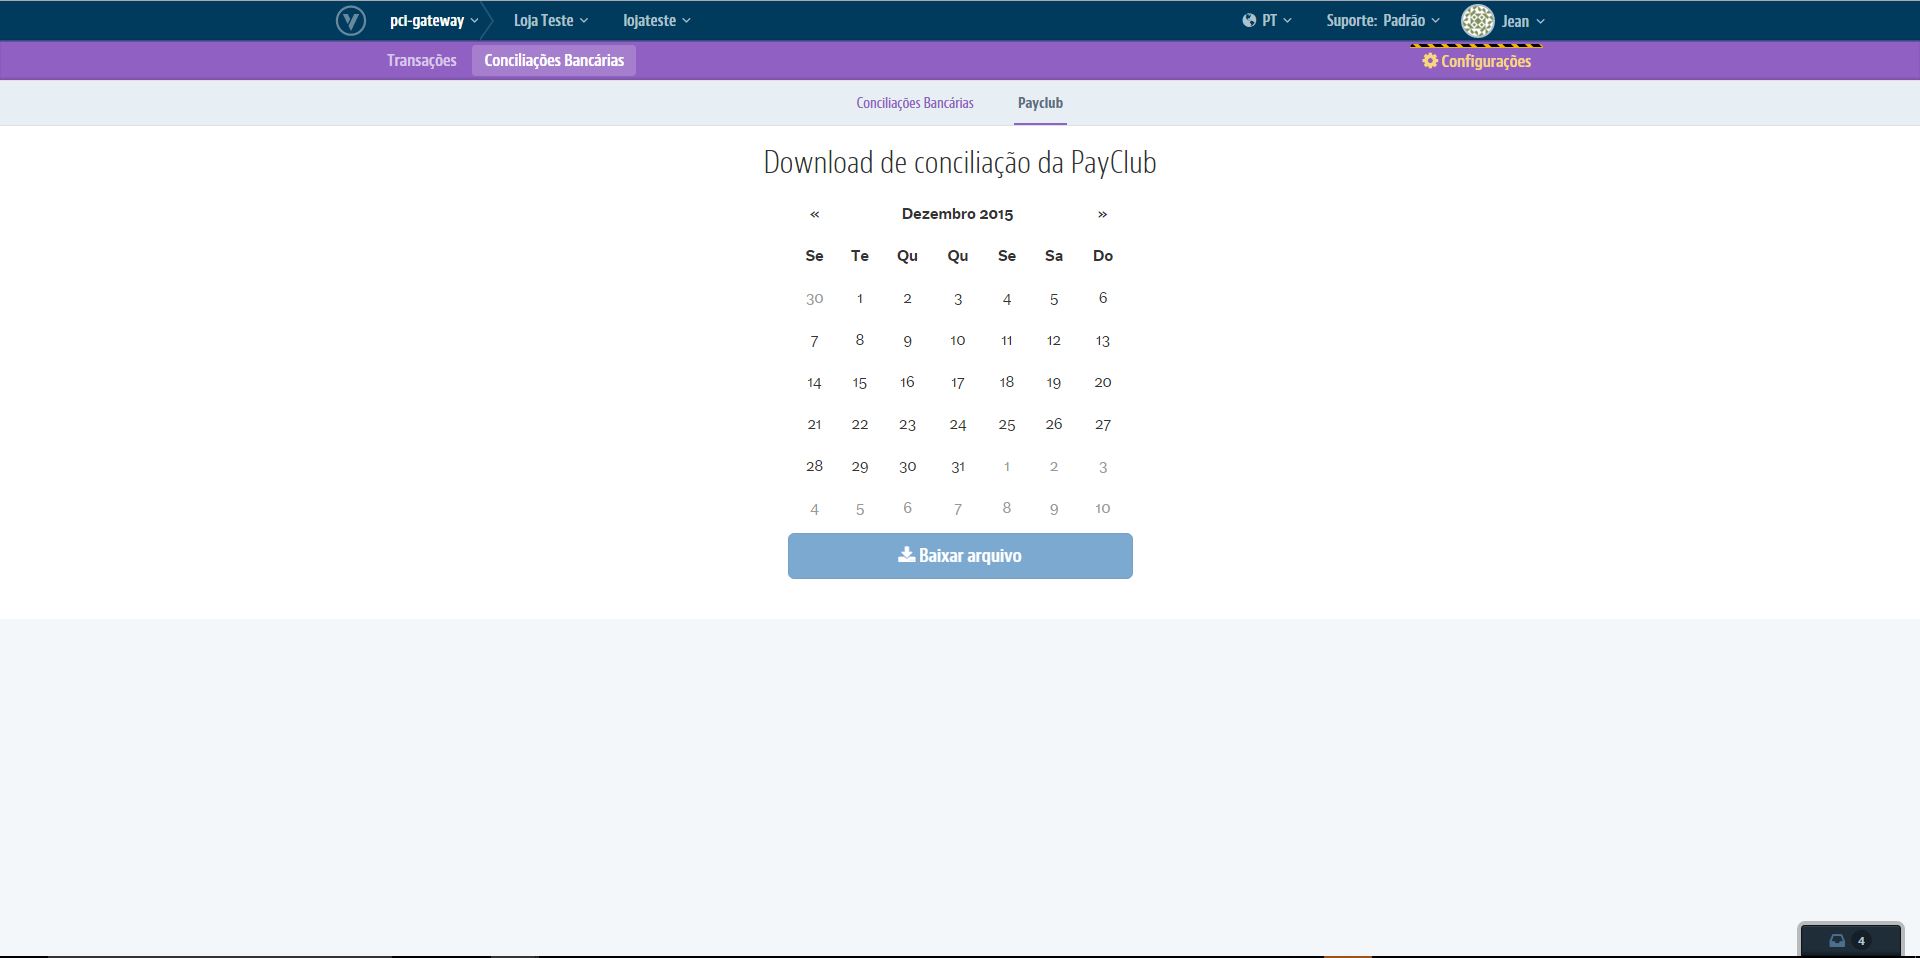 pci-gateway Loja Teste lojateste PT Suporte: Padrão Jean
Transações Conciliações Bancárias Configurações
Conciliações Bancárias Payclub
Download de conciliação da PayClub
« Dezembro 2015 »
Se Te Qu Qu Se Sa Do
30 1 2 3 4 5 6
7 8 9 10 11 12 13
14 15 16 17 18 19 20
21 22 23 24 25 26 27
28 29 30 31 1 2 3
4 5 6 7 8 9 10
Baixar arquivo
4